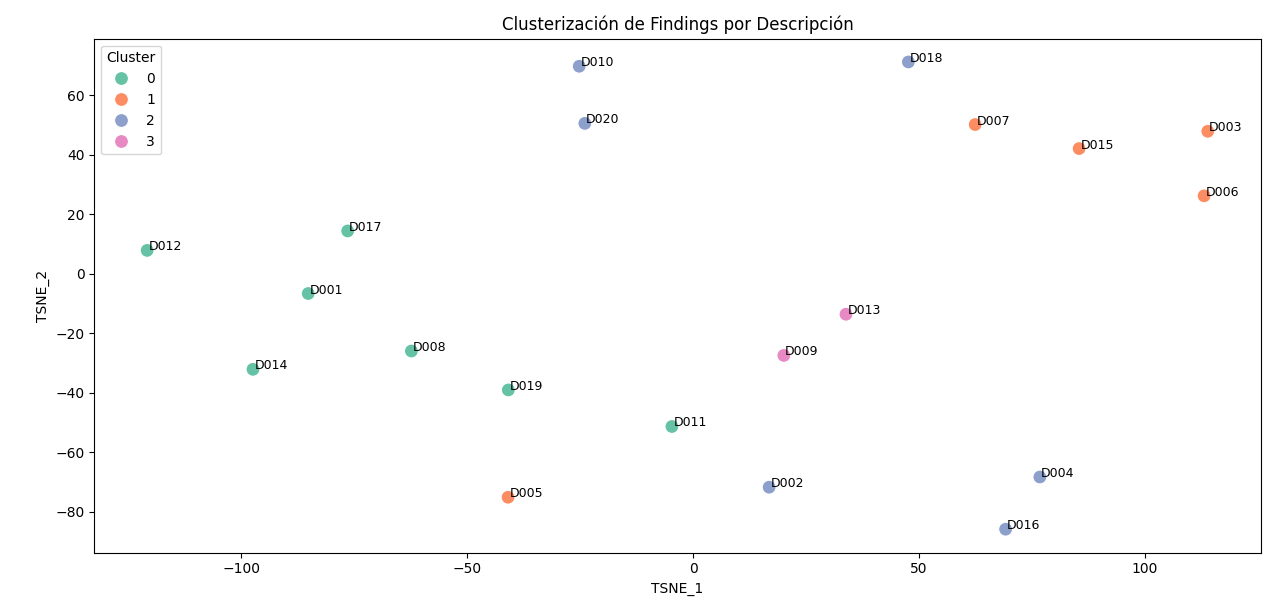 Clusterización de Findings por Descripción
Cluster
0
1
2
3
D010
D018
D020
D007
D003
D015
D006
D017
D012
D001
D013
D008
D009
D014
D019
D011
D005
D002
D004
D016
60
40
20
0
−20
−40
−60
−80
TSNE_2
−100
−50
0
50
100
TSNE_1